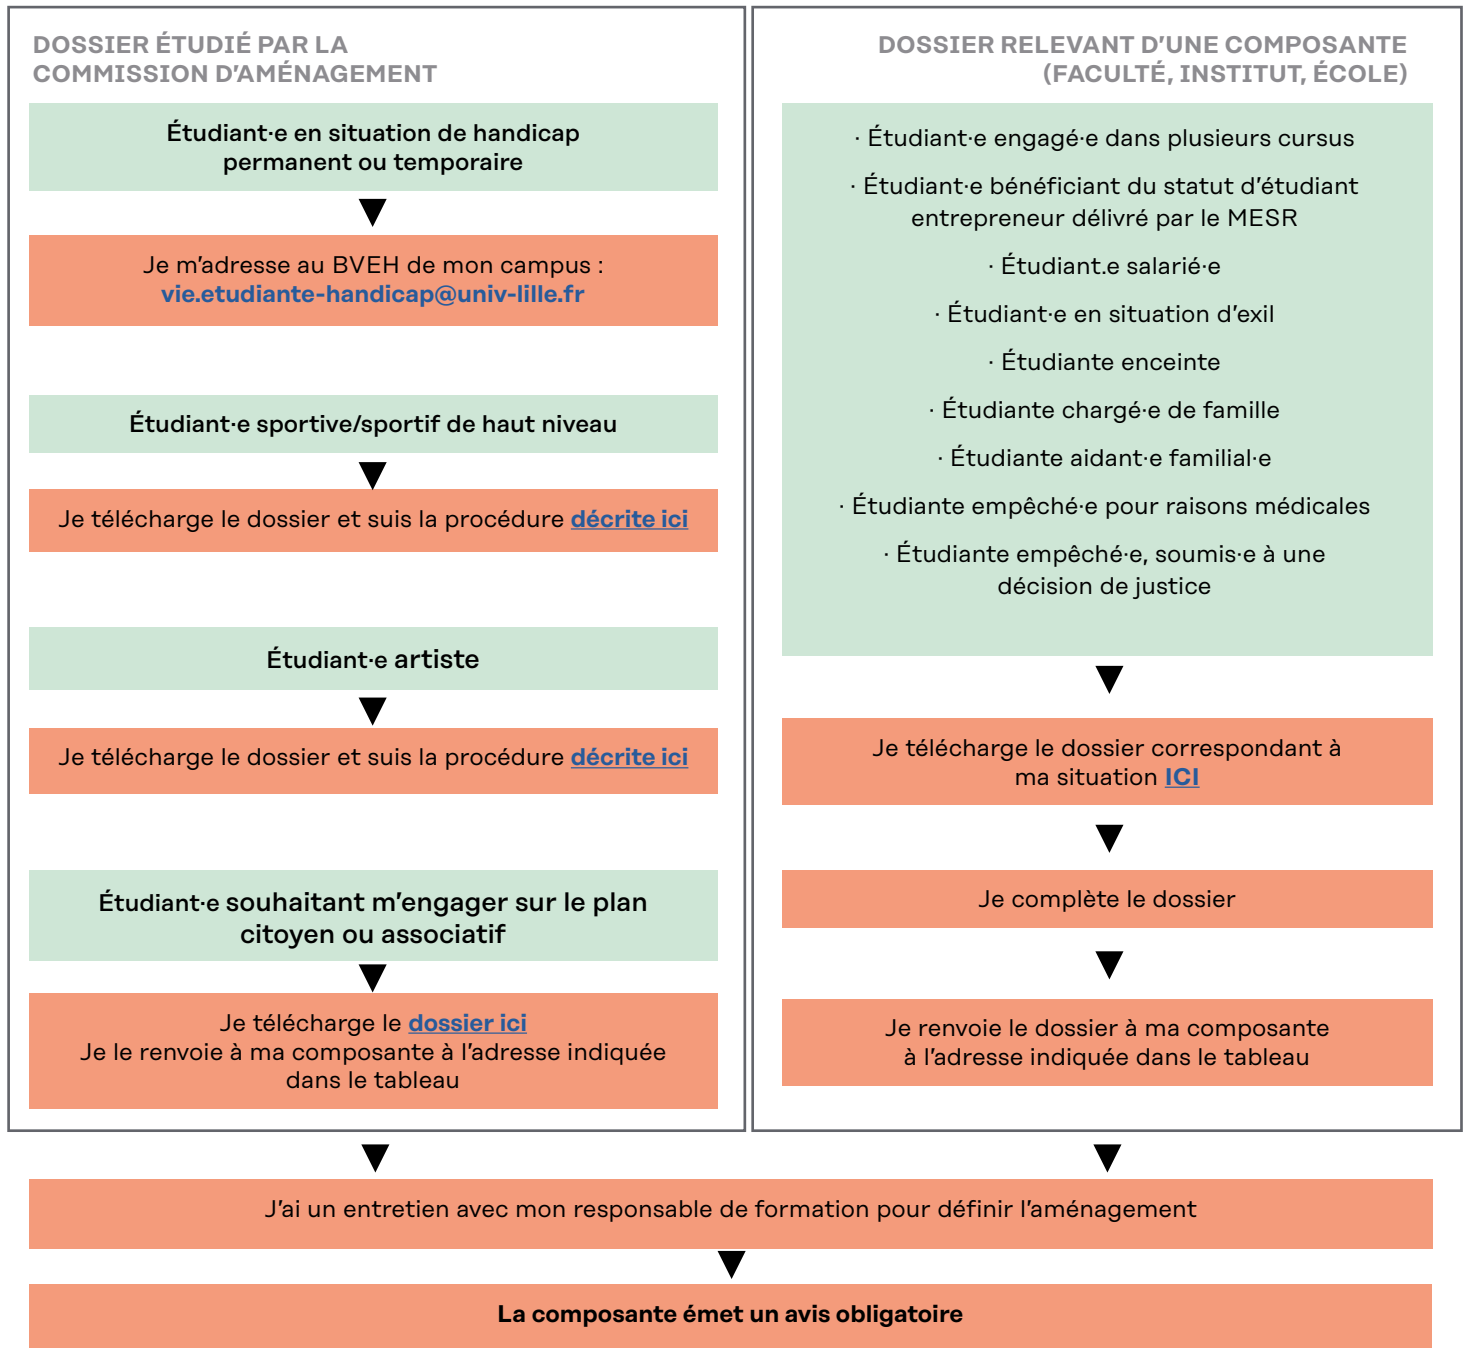 DOSSIER ÉTUDIÉ PAR LA
COMMISSION D'AMÉNAGEMENT
Étudiant·e en situation de handicap
permanent ou temporaire
Je m'adresse au BVEH de mon campus :
vie.etudiante-handicap@univ-lille.fr
Étudiant·e sportive/sportif de haut niveau
Je télécharge le dossier et suis la procédure décrite ici
Étudiant·e artiste
Je télécharge le dossier et suis la procédure décrite ici
Étudiant·e souhaitant m'engager sur le plan
citoyen ou associatif
Je télécharge le dossier ici
Je le renvoie à ma composante à l'adresse indiquée
dans le tableau
DOSSIER RELEVANT D'UNE COMPOSANTE
(FACULTÉ, INSTITUT, ÉCOLE)
· Étudiant·e engagé·e dans plusieurs cursus
· Étudiant·e bénéficiant du statut d'étudiant
entrepreneur délivré par le MESR
· Étudiant.e salarié·e
· Étudiant·e en situation d'exil
· Étudiante enceinte
· Étudiante chargé·e de famille
· Étudiante aidant·e familial·e
· Étudiante empêché·e pour raisons médicales
· Étudiante empêché·e, soumis·e à une
décision de justice
Je télécharge le dossier correspondant à
ma situation ICI
Je complète le dossier
Je renvoie le dossier à ma composante
à l'adresse indiquée dans le tableau
J'ai un entretien avec mon responsable de formation pour définir l'aménagement
La composante émet un avis obligatoire